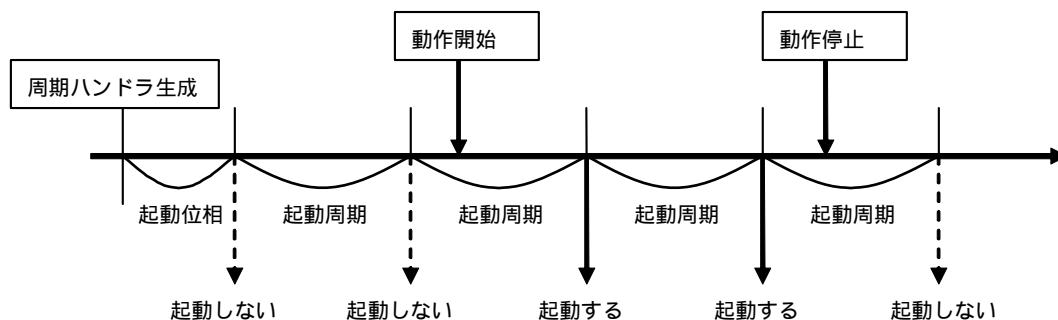 動作開始
動作停止
周期ハンドラ生成
起動位相
起動周期
起動周期
起動周期
起動周期
起動しない
起動しない
起動する
起動する
起動しない